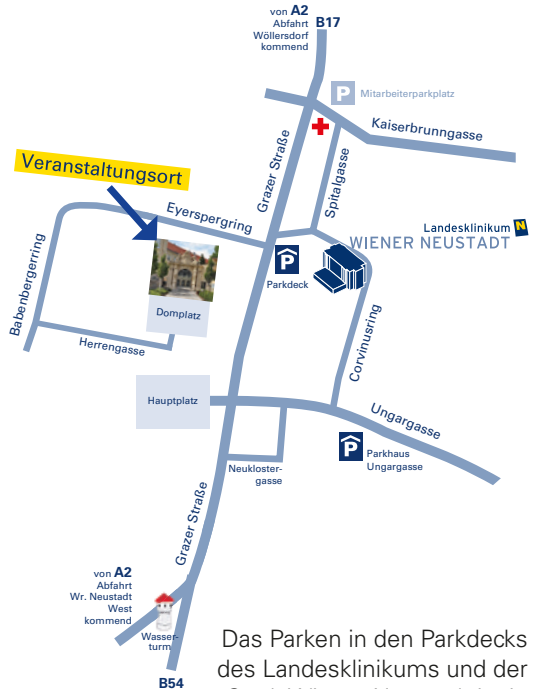 von A2
Abfahrt
Wöllersdorf
kommend
B17
P
Mitarbeiterparkplatz
Kaiserbrunngasse
Grazer Straße
Spitalgasse
Veranstaltungsort
Eyerspergring
Landesklinikum N
WIENER NEUSTADT
P
Parkdeck
Babenbergerring
Domplatz
Herrengasse
Corvinusring
Hauptplatz
Ungargasse
P
Parkhaus
Ungargasse
Neukloster-
gasse
Grazer Straße
von A2
Abfahrt
Wr. Neustadt
West
kommend
Wasser-
turm
B54
Das Parken in den Parkdecks
des Landesklinikums und der